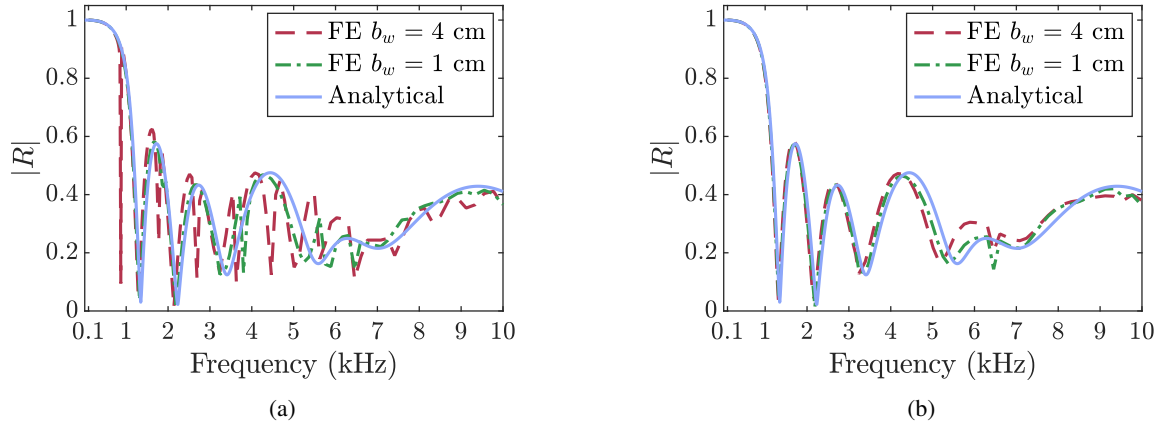 1
0.8
0.6
0.4
0.2
0
|R|
0.1 1 2 3 4 5 6 7 8 9 10
Frequency (kHz)
FE b_w = 4 cm
FE b_w = 1 cm
Analytical
(a)
1
0.8
0.6
0.4
0.2
0
|R|
0.1 1 2 3 4 5 6 7 8 9 10
Frequency (kHz)
FE b_w = 4 cm
FE b_w = 1 cm
Analytical
(b)